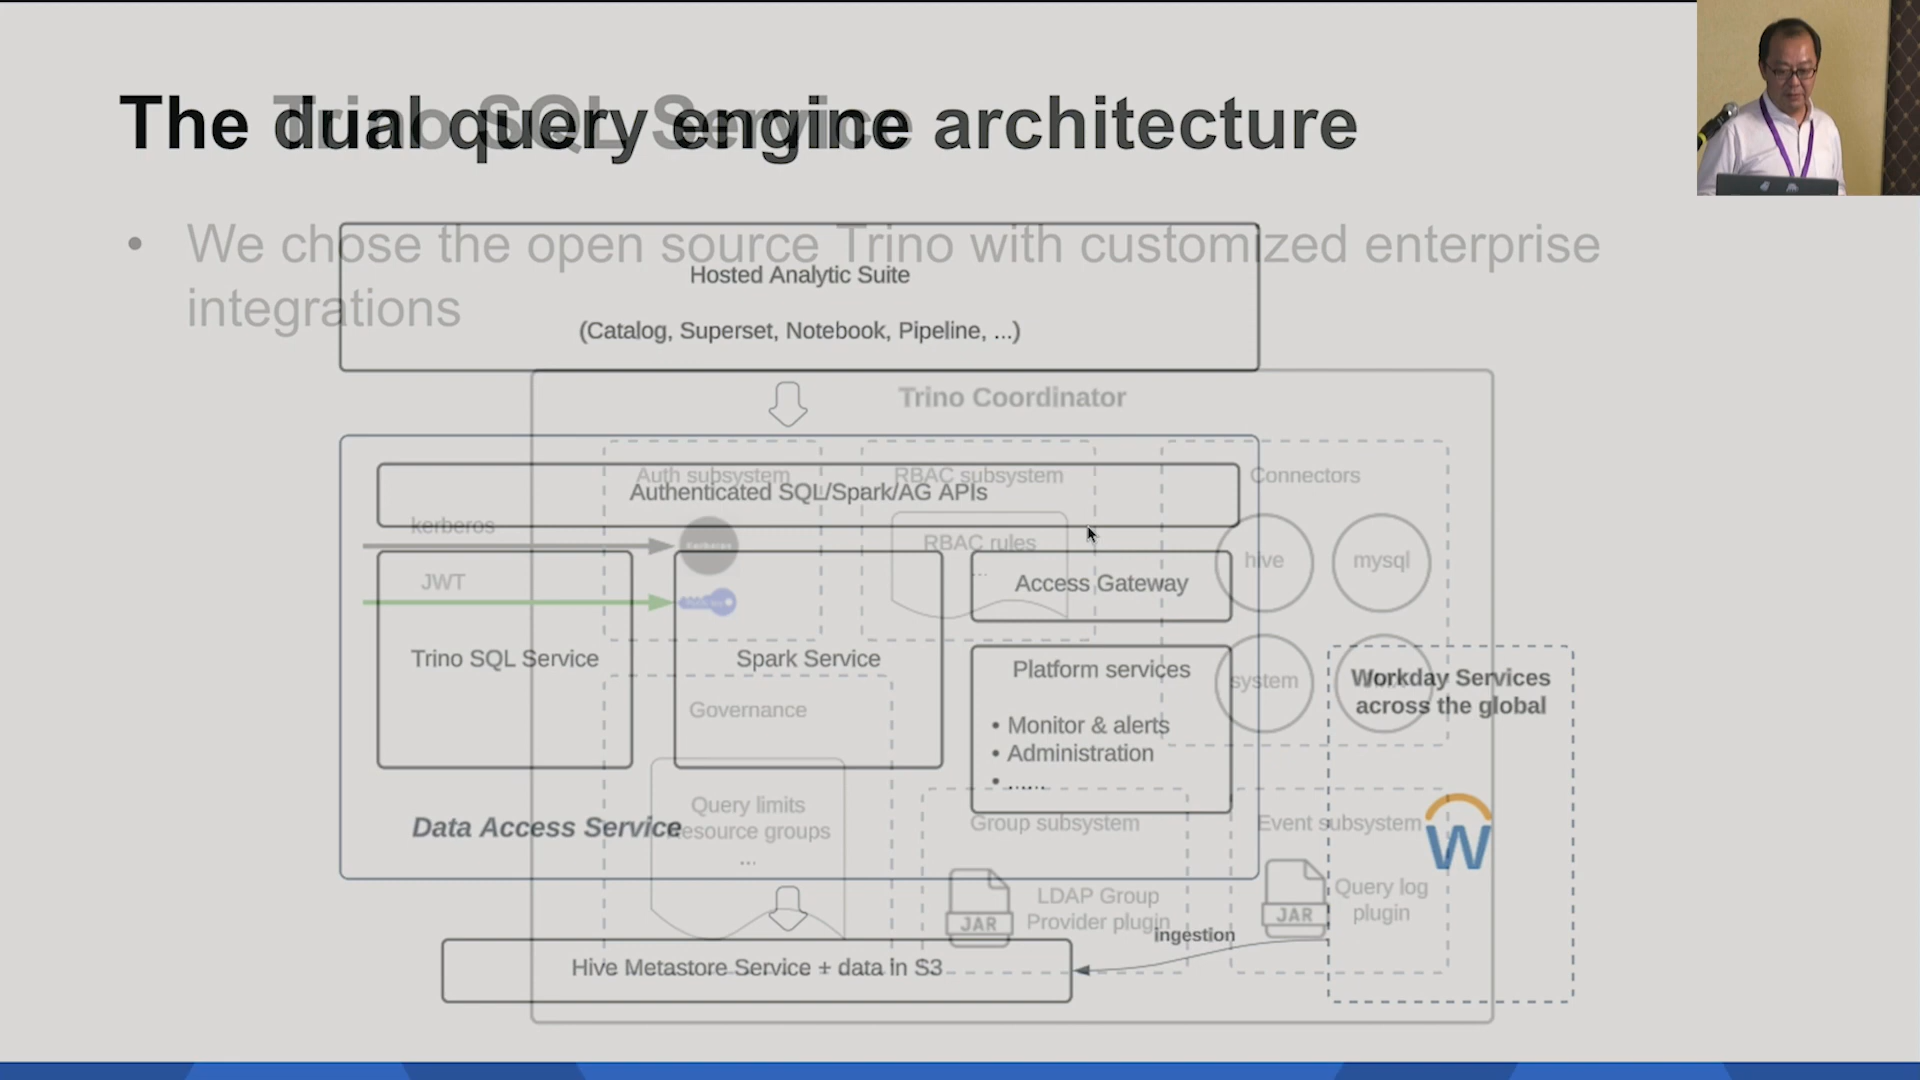 The dual query engine architecture
Trino SQL Service
• We chose the open source Trino with customized enterprise
integrations
Hosted Analytic Suite
(Catalog, Superset, Notebook, Pipeline, ...)
Trino Coordinator
Auth subsystem
RBAC subsystem
Connectors
Authenticated SQL/Spark/AG APIs
kerberos
RBAC rules
...
hive
mysql
JWT
Access Gateway
Trino SQL Service
Spark Service
Platform services
• Monitor & alerts
• Administration
• ......
system
Workday Services
across the global
Governance
Query limits
resource groups
...
Data Access Service
Group subsystem
Event subsystem
W
LDAP Group
Provider plugin
JAR
Query log
plugin
JAR
ingestion
Hive Metastore Service + data in S3